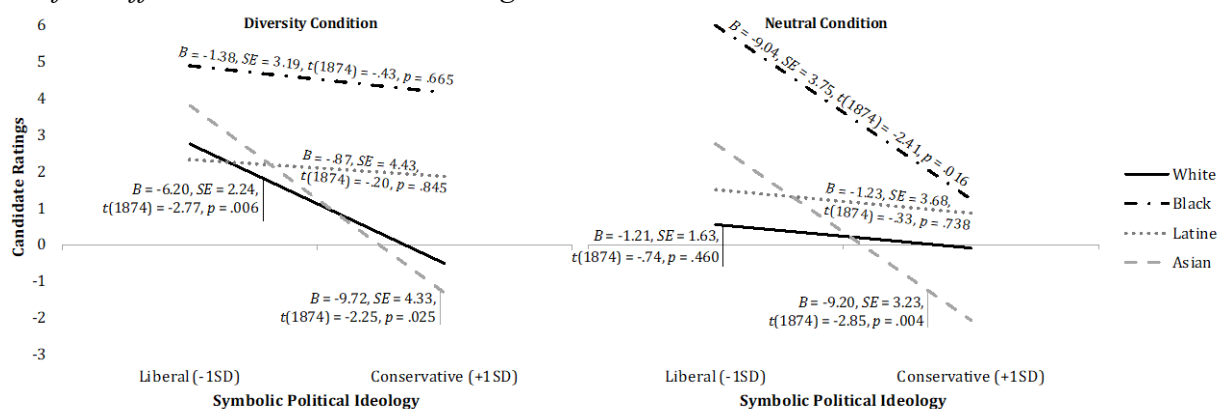 Diversity Condition
Neutral Condition
6
5
4
3
2
1
0
-1
-2
-3
Candidate Ratings
B = -1.38, SE = 3.19, t(1874) = -.43, p = .665
B = -.87, SE = 4.43,
t(1874) = -.20, p = .845
B = -6.20, SE = 2.24,
t(1874) = -2.77, p = .006
B = -9.72, SE = 4.33,
t(1874) = -2.25, p = .025
Liberal (-1SD)
Conservative (+1SD)
Symbolic Political Ideology
B = -9.04, SE = 3.75, t(1874) = -2.41, p = .016
B = -1.23, SE = 3.68,
t(1874) = -.33, p = .738
B = -1.21, SE = 1.63,
t(1874) = -.74, p = .460
B = -9.20, SE = 3.23,
t(1874) = -2.85, p = .004
Liberal (-1SD)
Conservative (+1SD)
Symbolic Political Ideology
White
Black
Latine
Asian